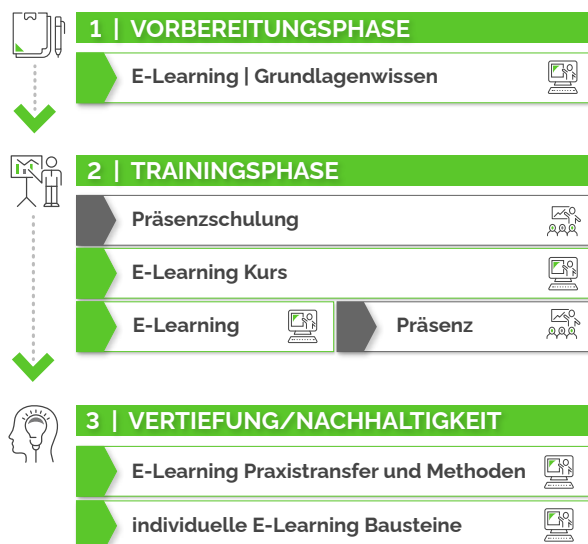 1 | VORBEREITUNGSPHASE
E-Learning | Grundlagenwissen
2 | TRAININGSPHASE
Präsenzschulung
E-Learning Kurs
E-Learning Präsenz
3 | VERTIEFUNG/NACHHALTIGKEIT
E-Learning Praxistransfer und Methoden
individuelle E-Learning Bausteine